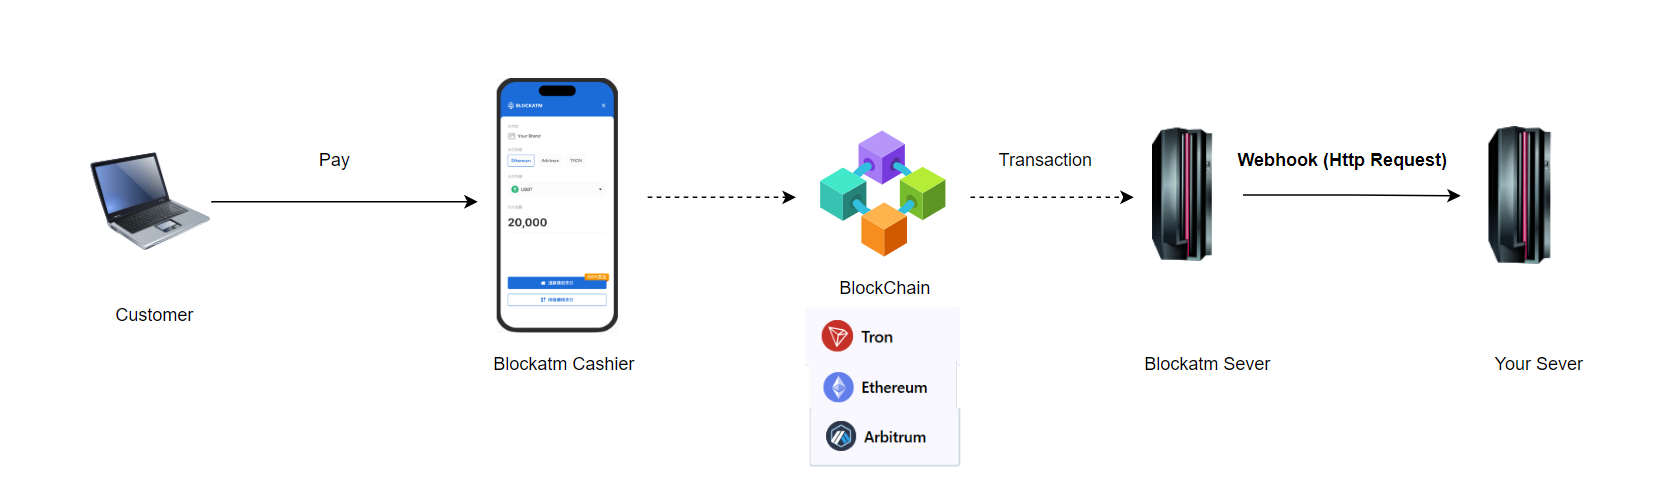 Pay
Transaction
Webhook (Http Request)
BLOCKATM
Your Brand
Ethereum
Arbitrum
TRON
USDT
20,000
Customer
Blockatm Cashier
BlockChain
Tron
Ethereum
Arbitrum
Blockatm Sever
Your Sever